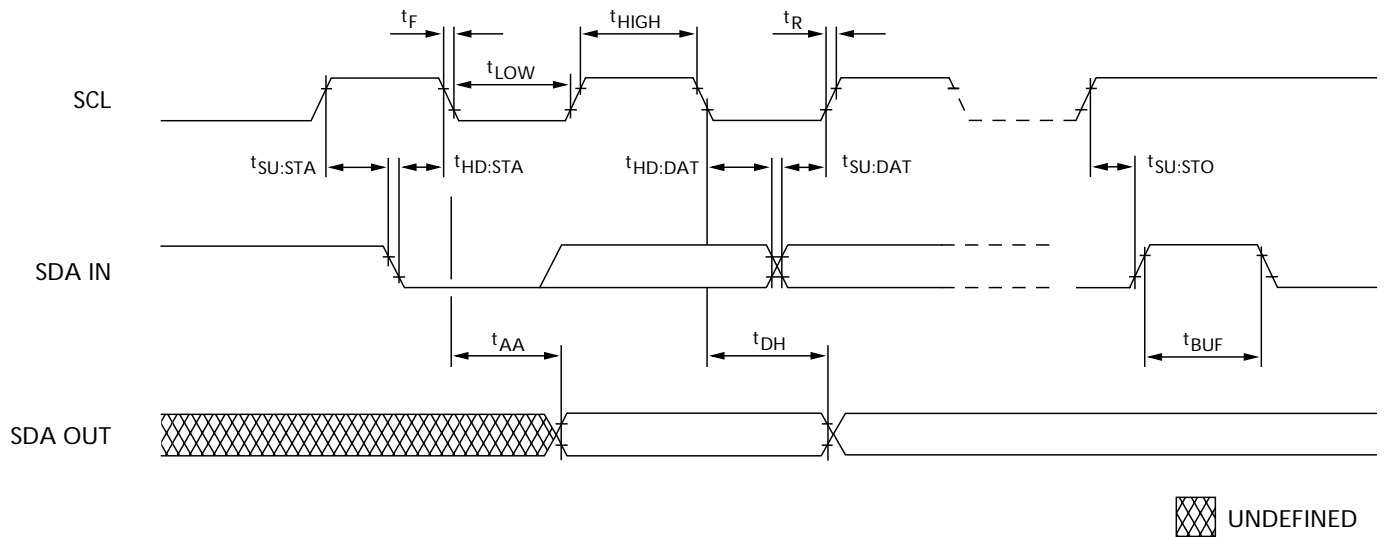 tF
tHIGH
tR
tLOW
SCL
tSU:STA
tHD:STA
tHD:DAT
tSU:DAT
tSU:STO
SDA IN
tAA
tDH
tBUF
SDA OUT
UNDEFINED